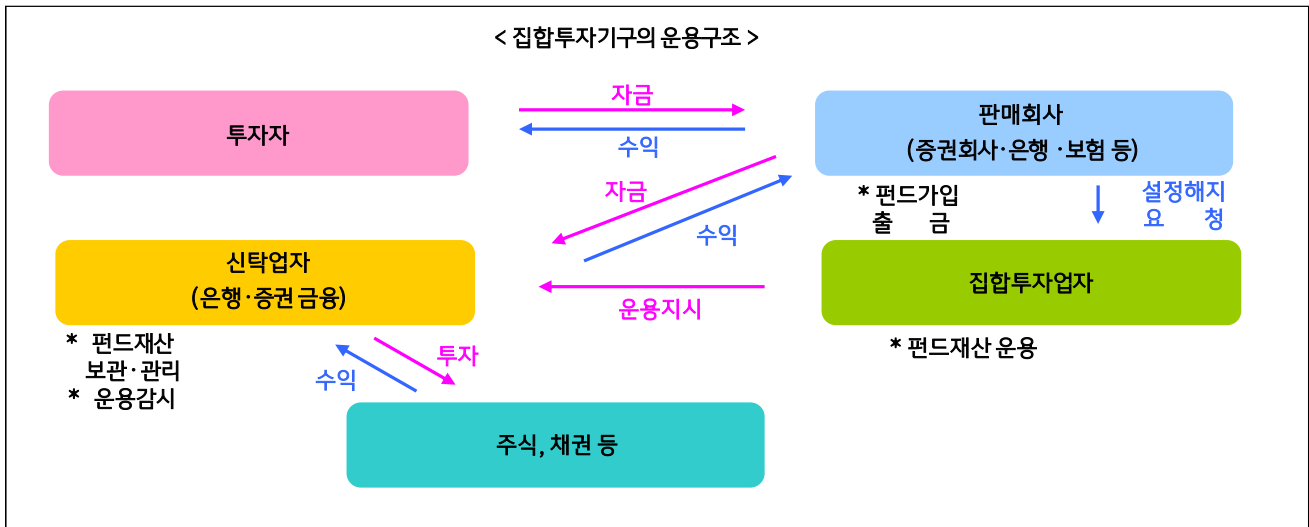 < 집합투자기구의 운용구조 >
투자자
자금
수익
판매회사
(증권회사·은행 ·보험 등)
자금
수익
* 펀드가입
출 금
설정해지
요 청
신탁업자
(은행·증권 금융)
운용지시
집합투자업자
* 펀드재산
보관·관리
* 운용감시
투자
수익
* 펀드재산 운용
주식, 채권 등